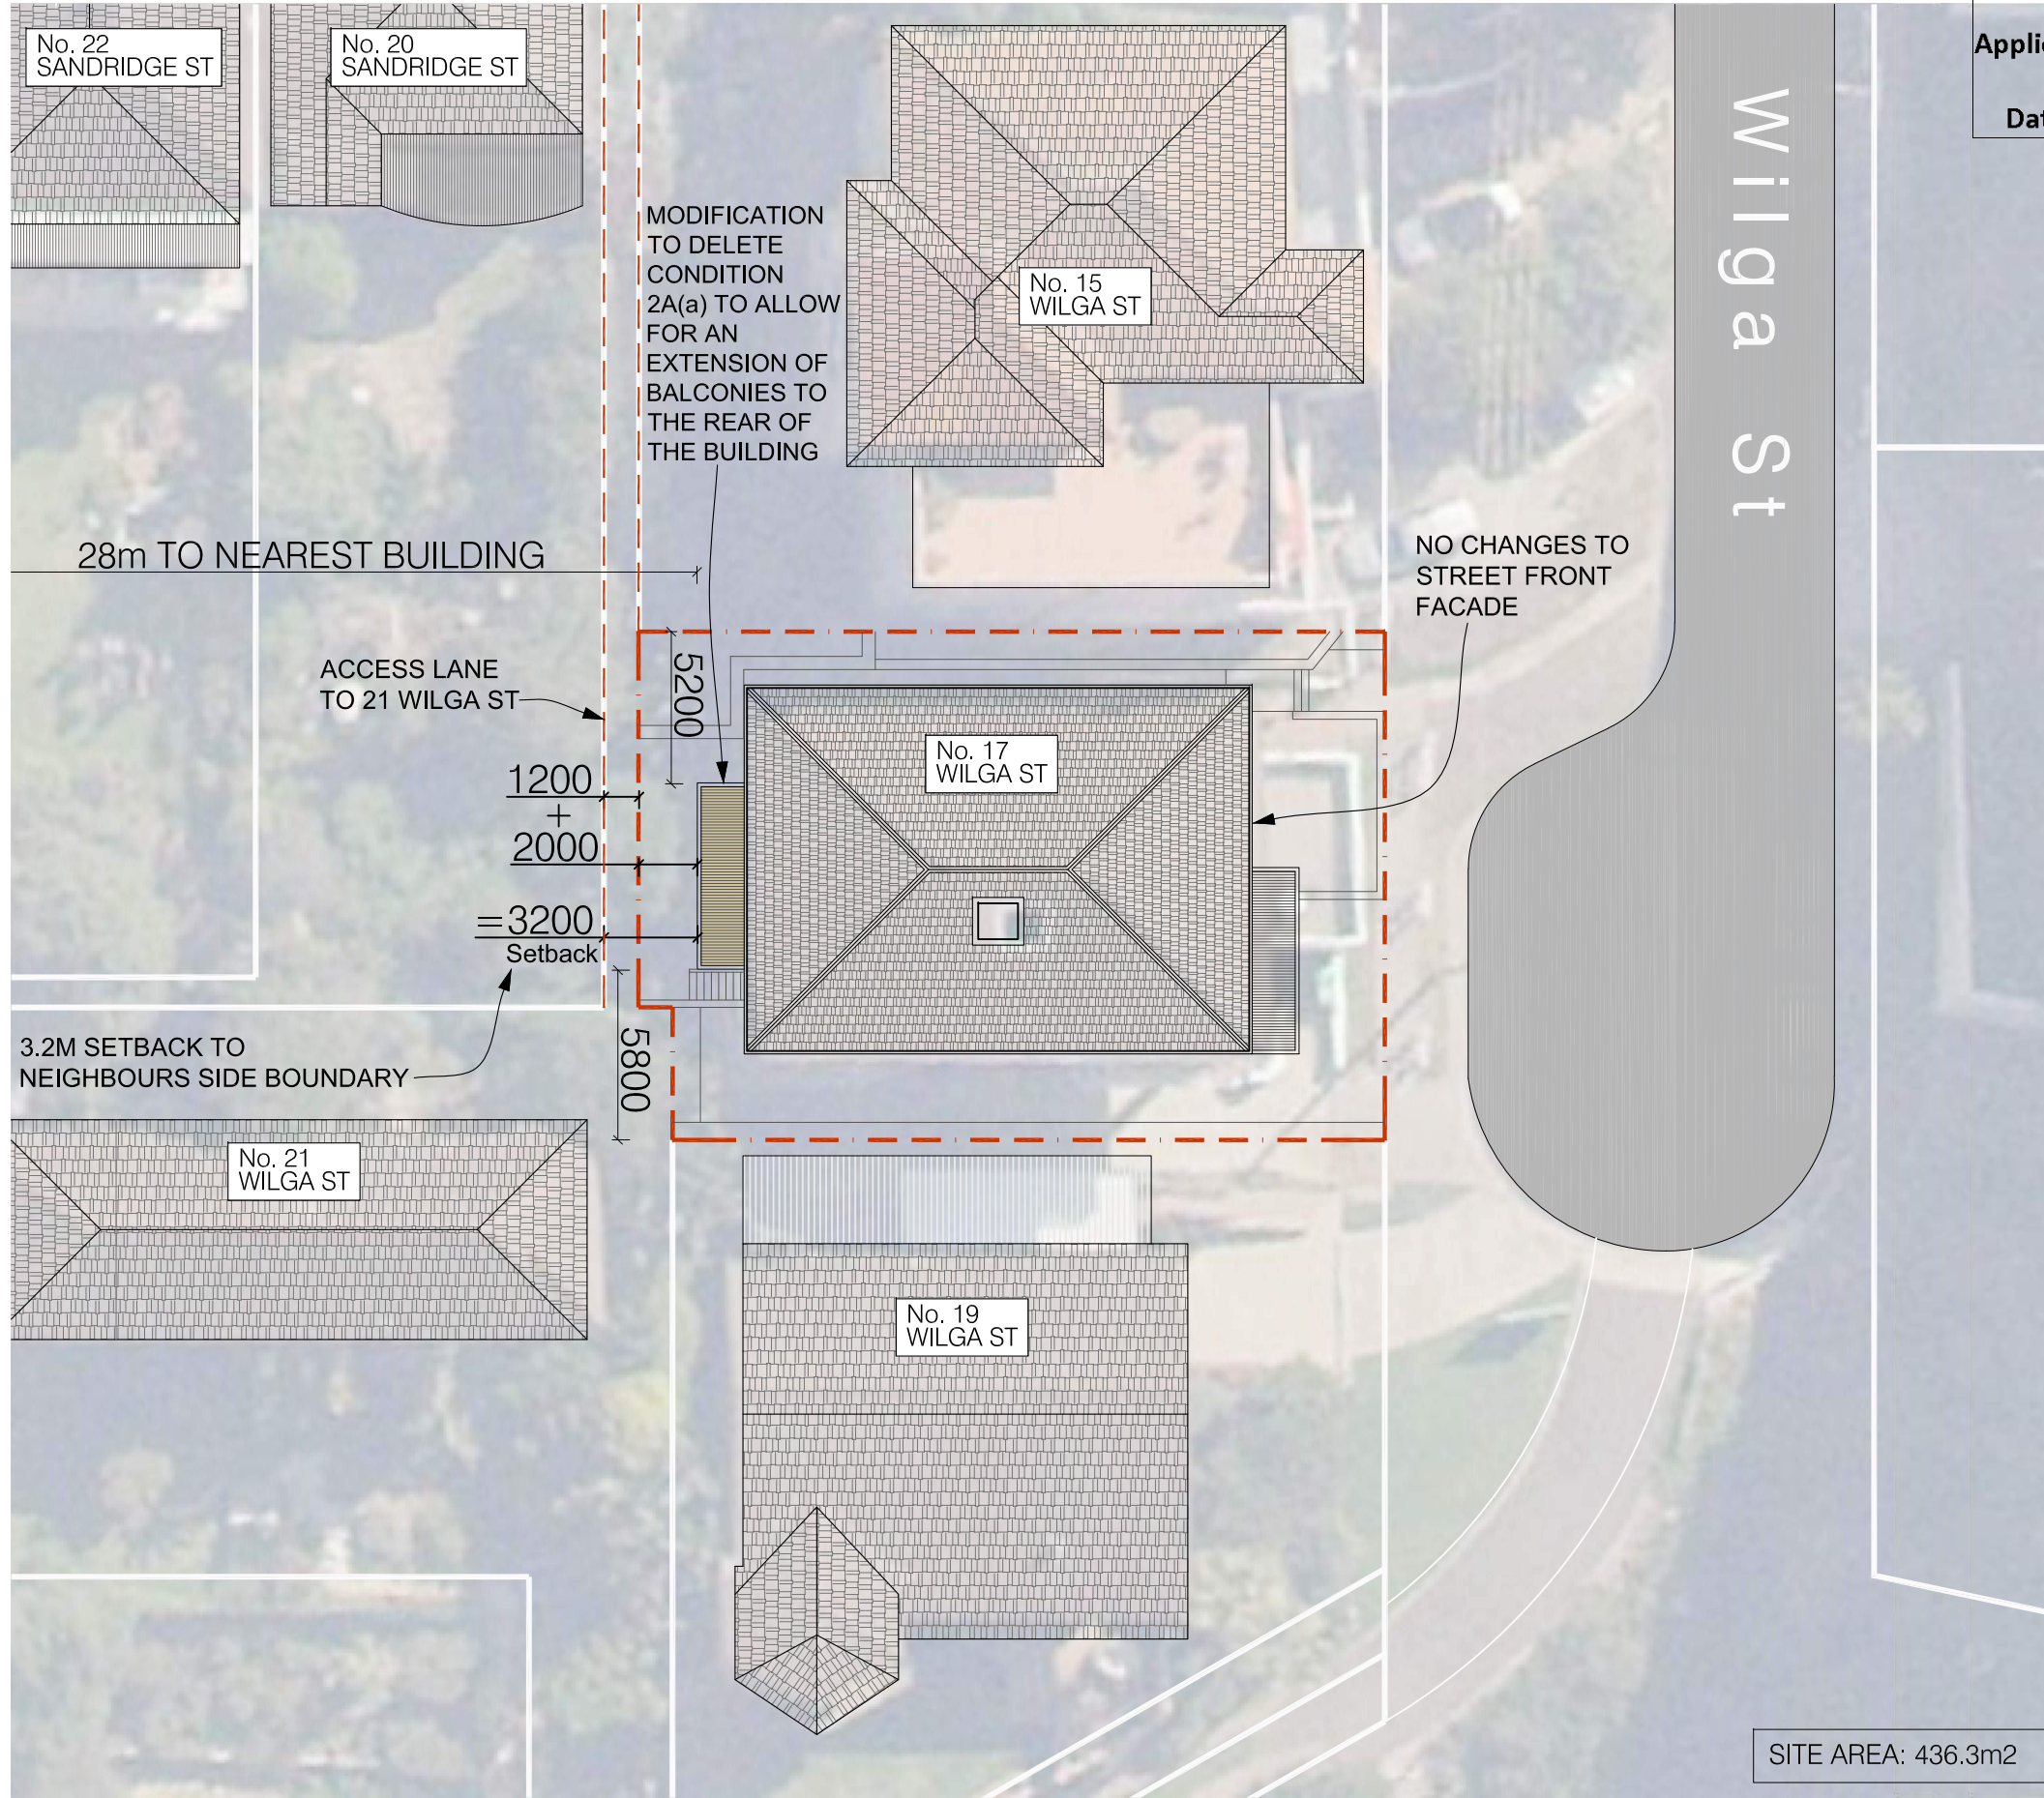 No. 22
SANDRIDGE ST
No. 20
SANDRIDGE ST
Wilga St
MODIFICATION
TO DELETE
CONDITION
2A(a) TO ALLOW
FOR AN
EXTENSION OF
BALCONIES TO
THE REAR OF
THE BUILDING
No. 15
WILGA ST
28m TO NEAREST BUILDING
NO CHANGES TO
STREET FRONT
FACADE
ACCESS LANE
TO 21 WILGA ST
5200
No. 17
WILGA ST
1200
+
2000
=3200
Setback
3.2M SETBACK TO
NEIGHBOURS SIDE BOUNDARY
5800
No. 21
WILGA ST
No. 19
WILGA ST
SITE AREA: 436.3m2